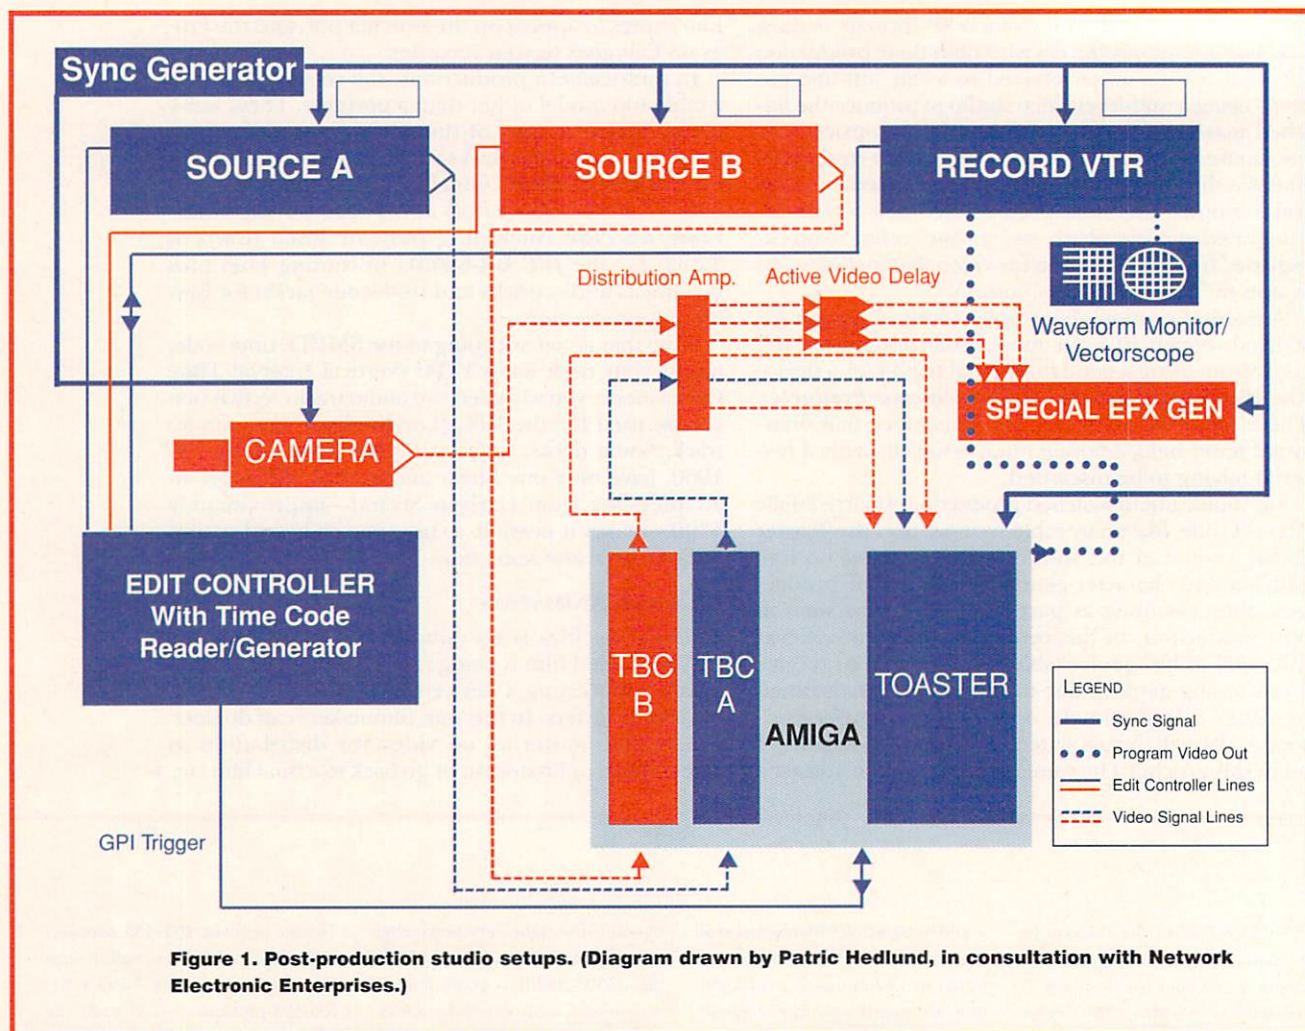 Sync Generator
SOURCE A
SOURCE B
RECORD VTR
Distribution Amp.
Active Video Delay
Waveform Monitor/
Vectorscope
SPECIAL EFX GEN
CAMERA
EDIT CONTROLLER
With Time Code
Reader/Generator
TBC
B
TBC
A
TOASTER
AMIGA
LEGEND
Sync Signal
Program Video Out
Edit Controller Lines
Video Signal Lines
GPI Trigger
Figure 1. Post-production studio setups. (Diagram drawn by Patric Hedlund, in consultation with Network
Electronic Enterprises.)